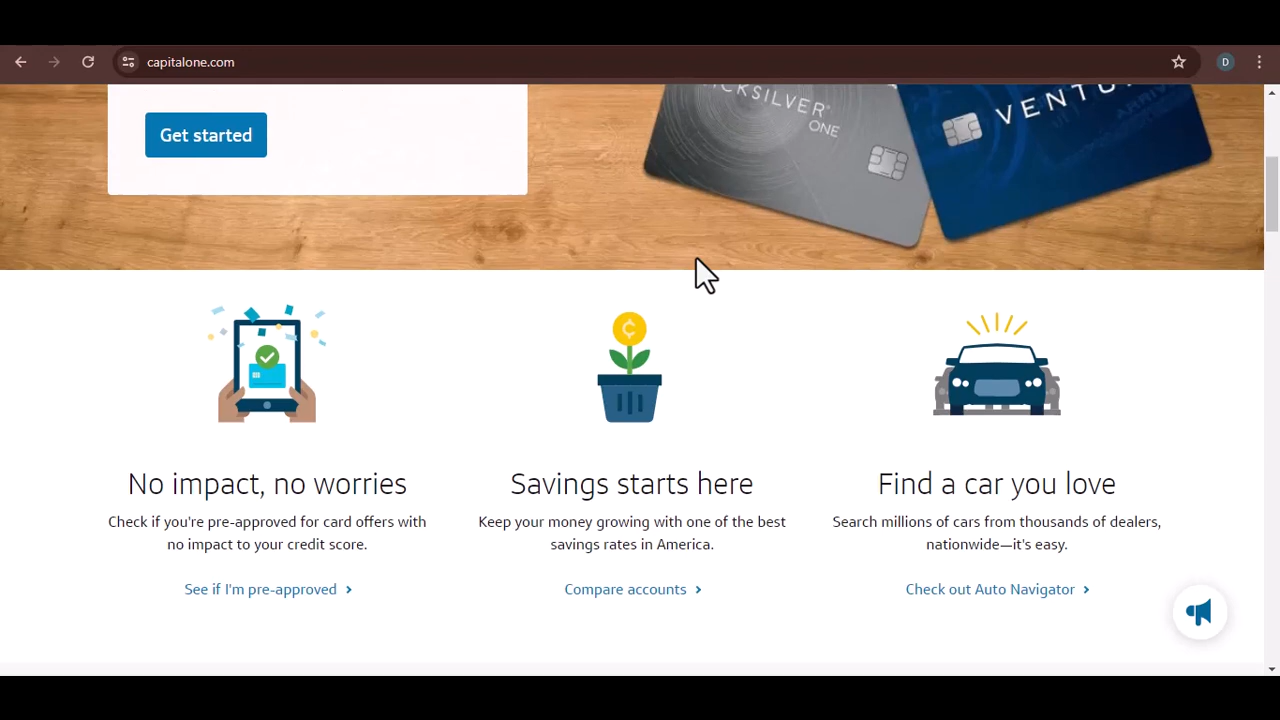 capitalone.com
D
Get started
CKSILVER®
ONE
VENTU
ARRIV
¢
No impact, no worries
Savings starts here
Find a car you love
Check if you're pre-approved for card offers with
no impact to your credit score.
Keep your money growing with one of the best
savings rates in America.
Search millions of cars from thousands of dealers,
nationwide—it's easy.
See if I'm pre-approved
Compare accounts
Check out Auto Navigator